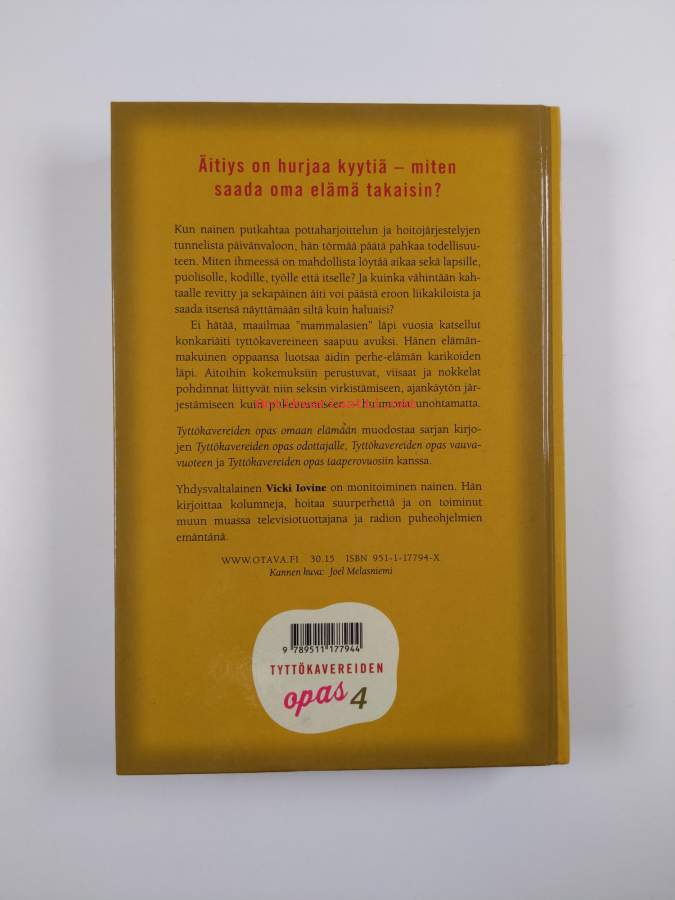 Äitiys on hurjaa kyytiä – miten
saada oma elämä takaisin?
Kun nainen putkahtaa pottaharjoittelun ja hoitojärjestelyjen
tunnelista päivänvaloon, hän törmää päätä pahkaa todellisuu-
teen. Miten ihmeessä on mahdollista löytää aikaa sekä lapsille,
puolisolle, kodille, työlle että itselle? Ja kuinka vähintään kah-
taalle revitty ja sekapäinen äiti voi päästä eroon liikakiloista ja
saada itsensä näyttämään siltä kuin haluaisi?
Ei hätää, maailmaa ”mammalasien” läpi vuosia katsellut
konkariäiti tyttökavereineen saapuu avuksi. Hänen elämän-
makuinen oppaansa luotsaa äidin perhe-elämän karikoiden
läpi. Aitoihin kokemuksiin perustuvat, viisaat ja nokkelat
pohdinnat liittyvät niin seksin virkistämiseen, ajankäytön jär-
jestämiseen kuin pukeutumiseenkin huumoria unohtamatta.
Tyttökavereiden opas omaan elämään muodostaa sarjan kirjo-
jen Tyttökavereiden opas odottajalle, Tyttökavereiden opas vauva-
vuoteen ja Tyttökavereiden opas taaperovuosiin kanssa.
Yhdysvaltalainen Vicki Iovine on monitoiminen nainen. Hän
kirjoittaa kolumneja, hoitaa suurperhettä ja on toiminut
muun muassa televisiotuottajana ja radion puheohjelmien
emäntänä.
WWW.OTAVA.FI 30.15 ISBN 951-1-17794-X
Kannen kuva: Joel Melasniemi
9 789511 177944
TYTTÖKAVEREIDEN
opas 4